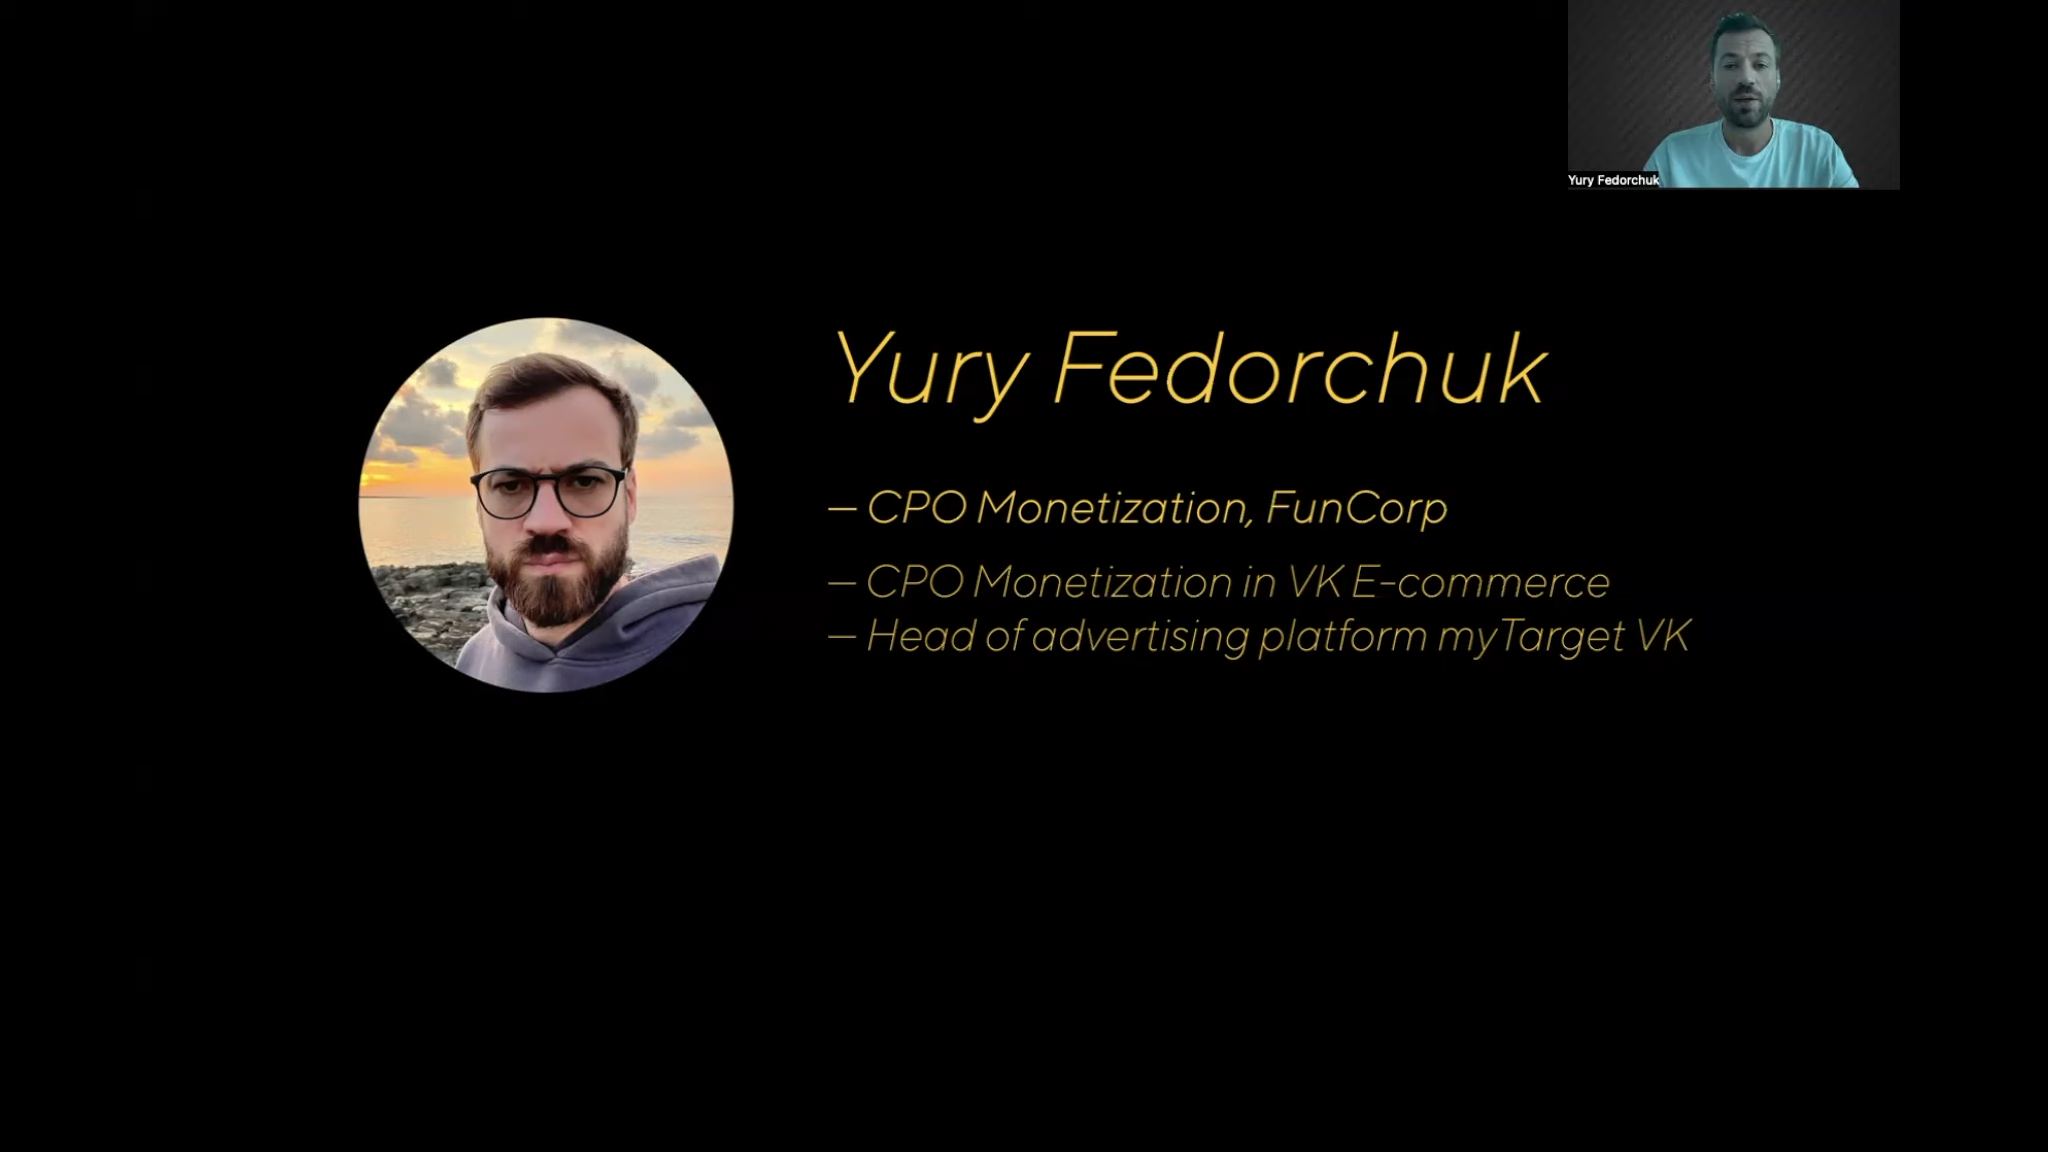 Yury Fedorchuk
Yury Fedorchuk
– CPO Monetization, FunCorp
– CPO Monetization in VK E-commerce
– Head of advertising platform myTarget VK